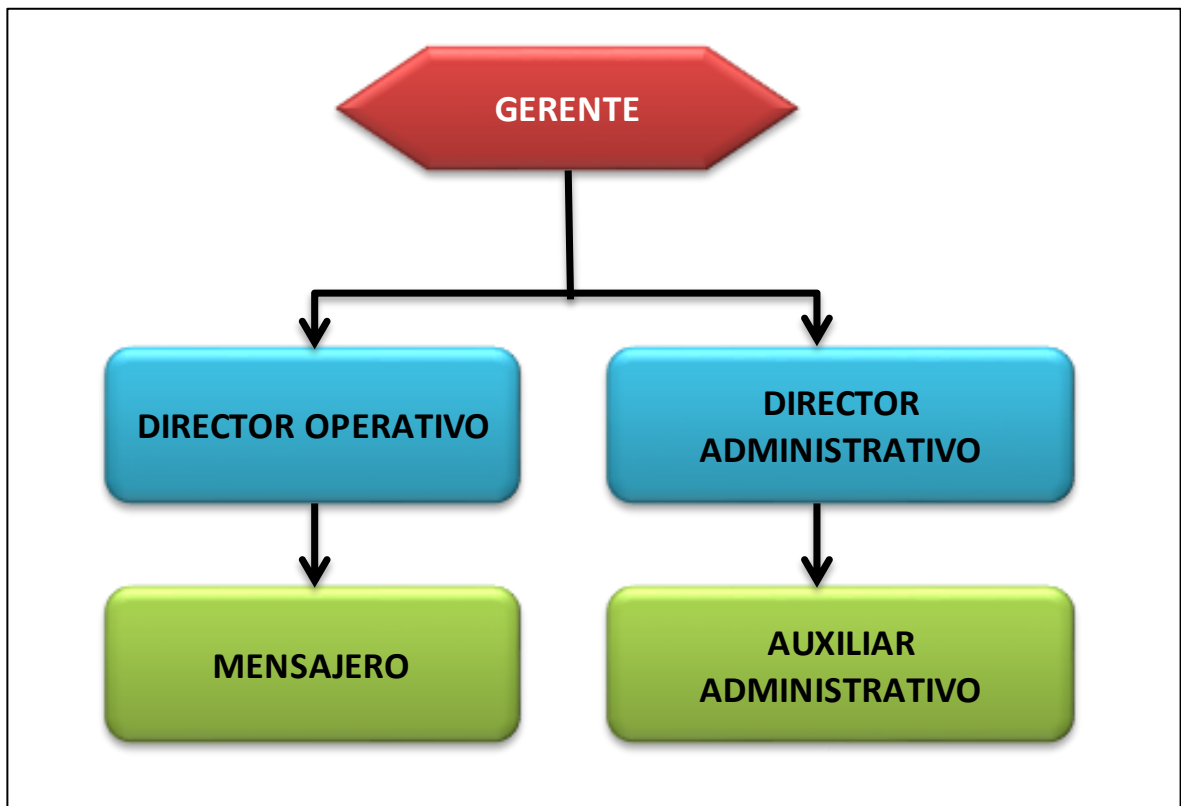 GERENTE
DIRECTOR OPERATIVO
DIRECTOR
ADMINISTRATIVO
MENSAJERO
AUXILIAR
ADMINISTRATIVO